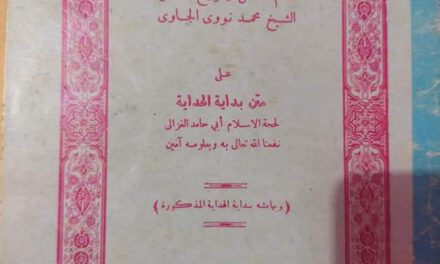 الشيخ محمد نووى الجاوى
على
متن بداية الهداية
لحجة الاسلام أبي حامد الغزالى
نفعنا الله تعالى به وبعلومه آمين
﴿ وبهامشه بداية الهداية المذكورة ﴾